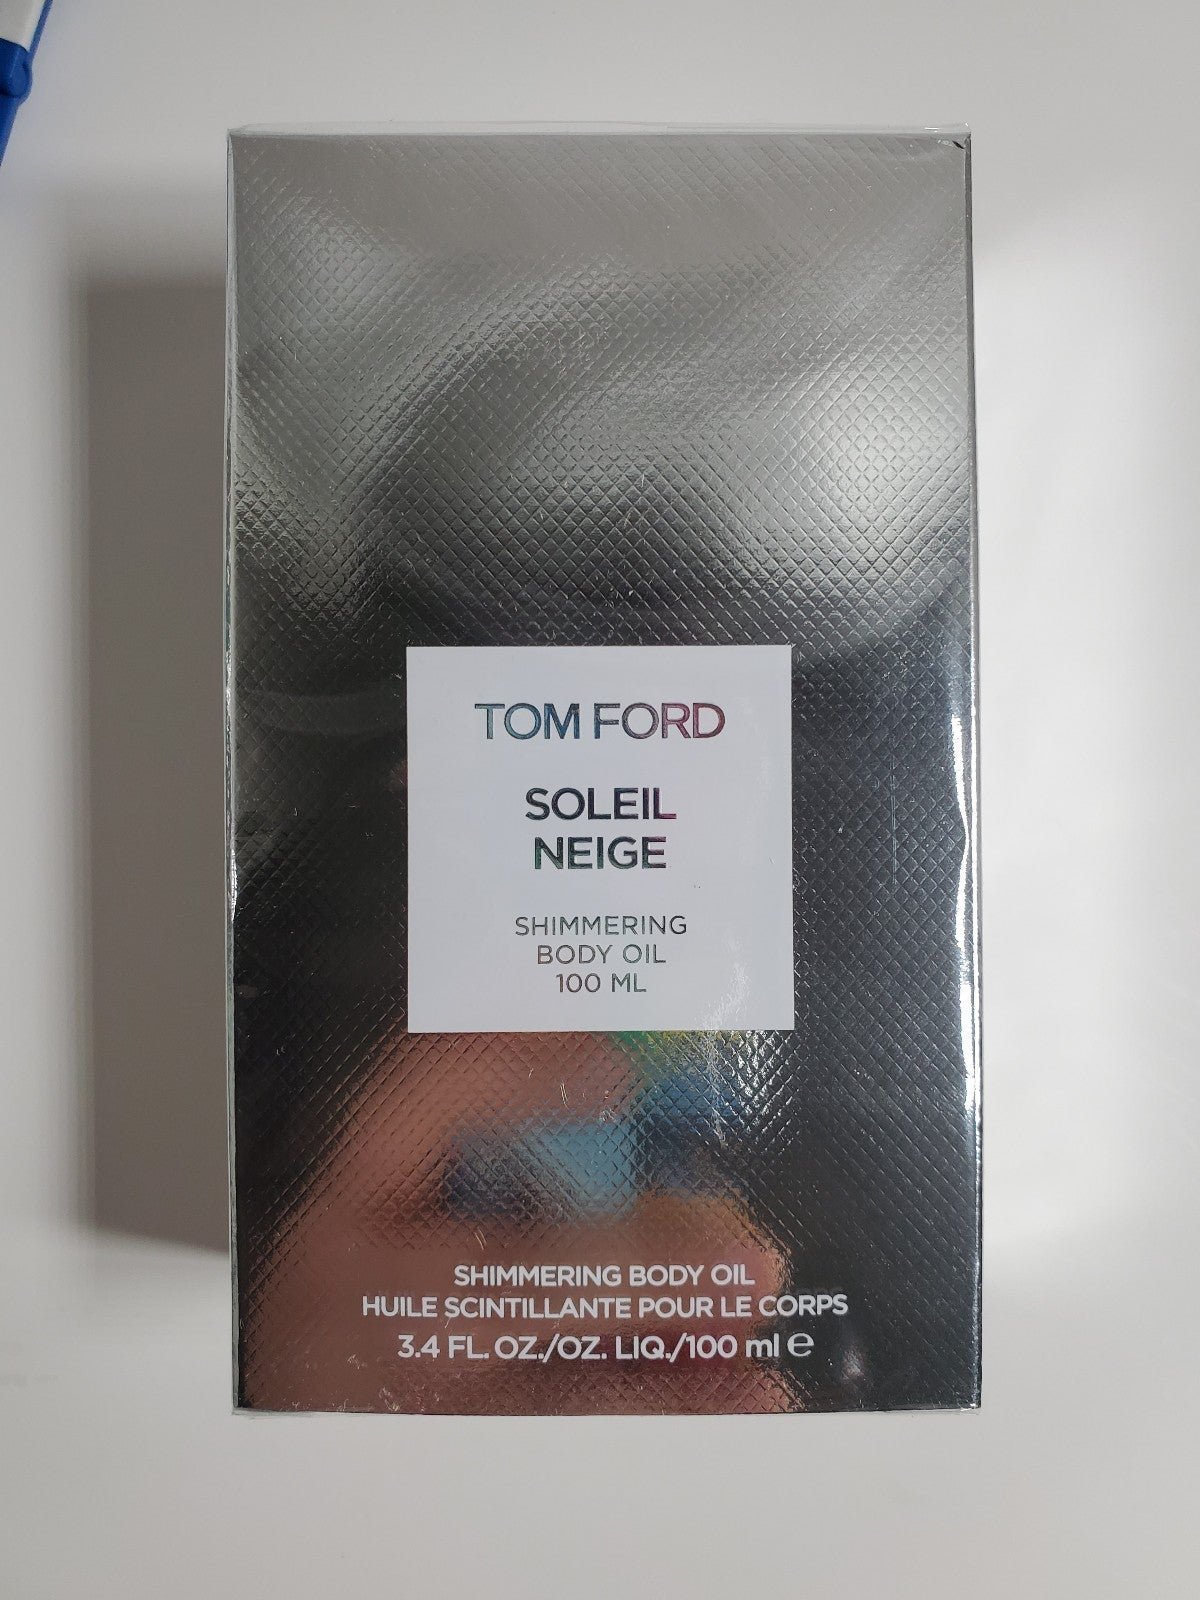 TOM FORD
SOLEIL
NEIGE
SHIMMERING
BODY OIL
100 ML
SHIMMERING BODY OIL
HUILE SCINTILLANTE POUR LE CORPS
3.4 FL. OZ./OZ. LIQ./100 ml ℮